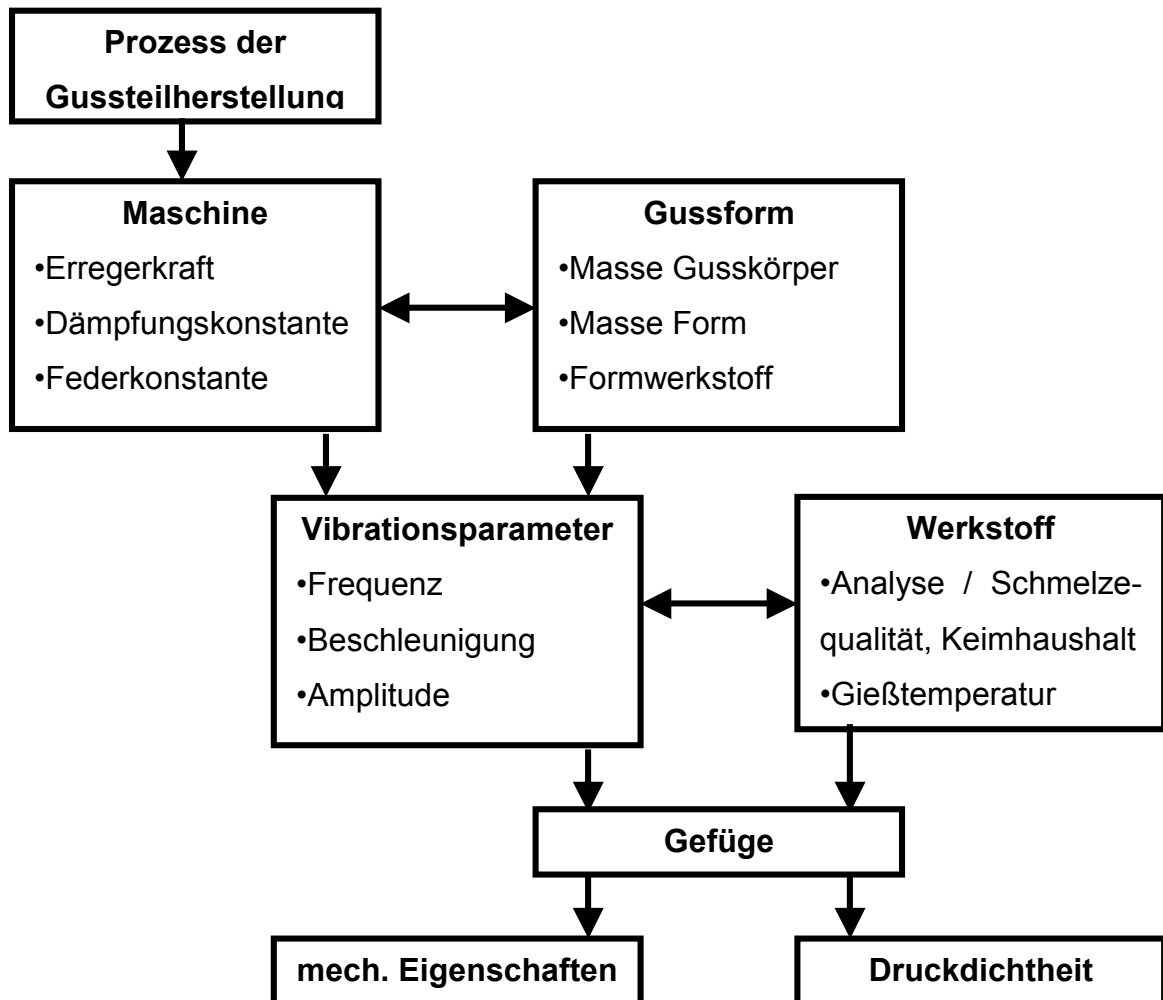 Prozess der
Gussteilherstellung
Maschine
•Erregerkraft
•Dämpfungskonstante
•Federkonstante
Gussform
•Masse Gusskörper
•Masse Form
•Formwerkstoff
Vibrationsparameter
•Frequenz
•Beschleunigung
•Amplitude
Werkstoff
•Analyse / Schmelze-
qualität, Keimhaushalt
•Gießtemperatur
Gefüge
mech. Eigenschaften
Druckdichtheit